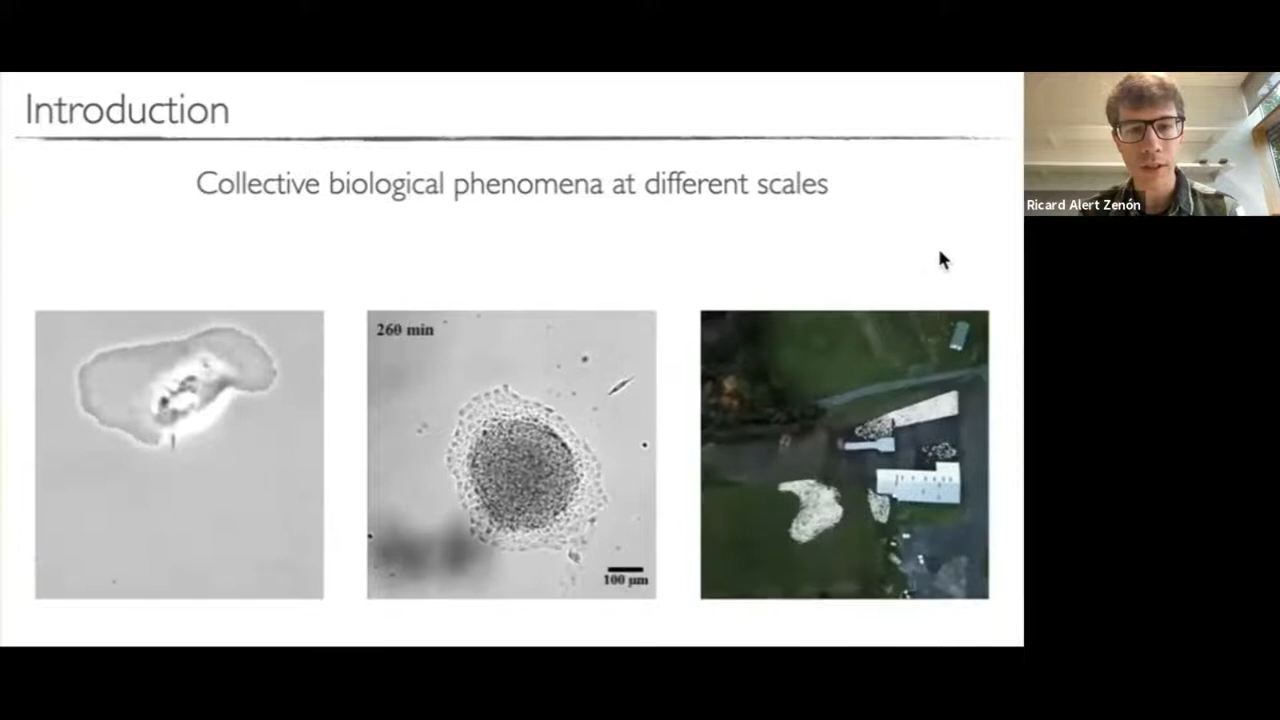 Introduction
Collective biological phenomena at different scales
Ricard Alert Zenón
260 min
100 µm